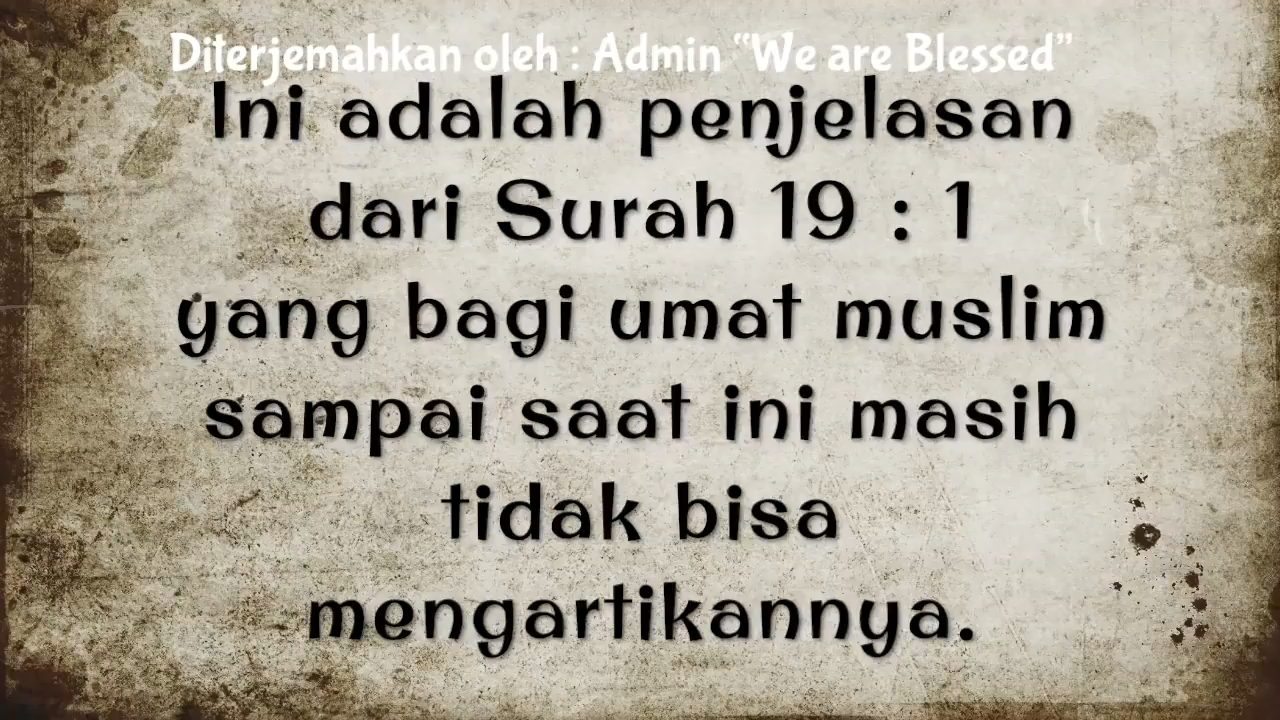 Diterjemahkan oleh : Admin “We are Blessed”
Ini adalah penjelasan
dari Surah 19 : 1
yang bagi umat muslim
sampai saat ini masih
tidak bisa
mengartikannya.